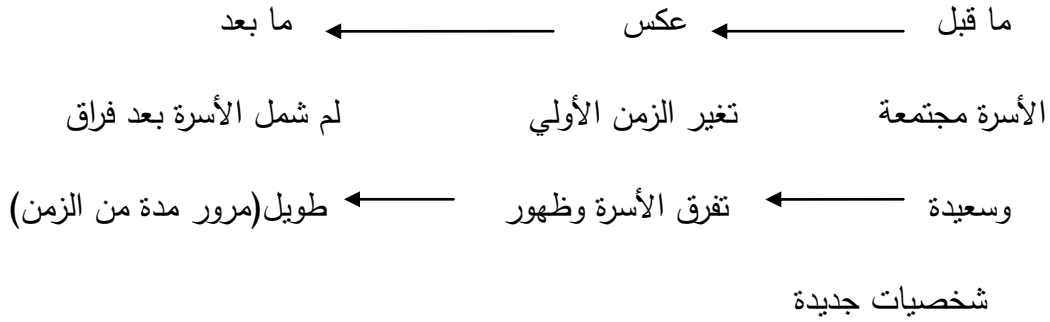 ما قبل عكس ما بعد
الأسرة مجتمعة تغير الزمن الأولي لم شمل الأسرة بعد فراق
وسعيدة تفرق الأسرة وظهور طويل(مرور مدة من الزمن)
شخصيات جديدة